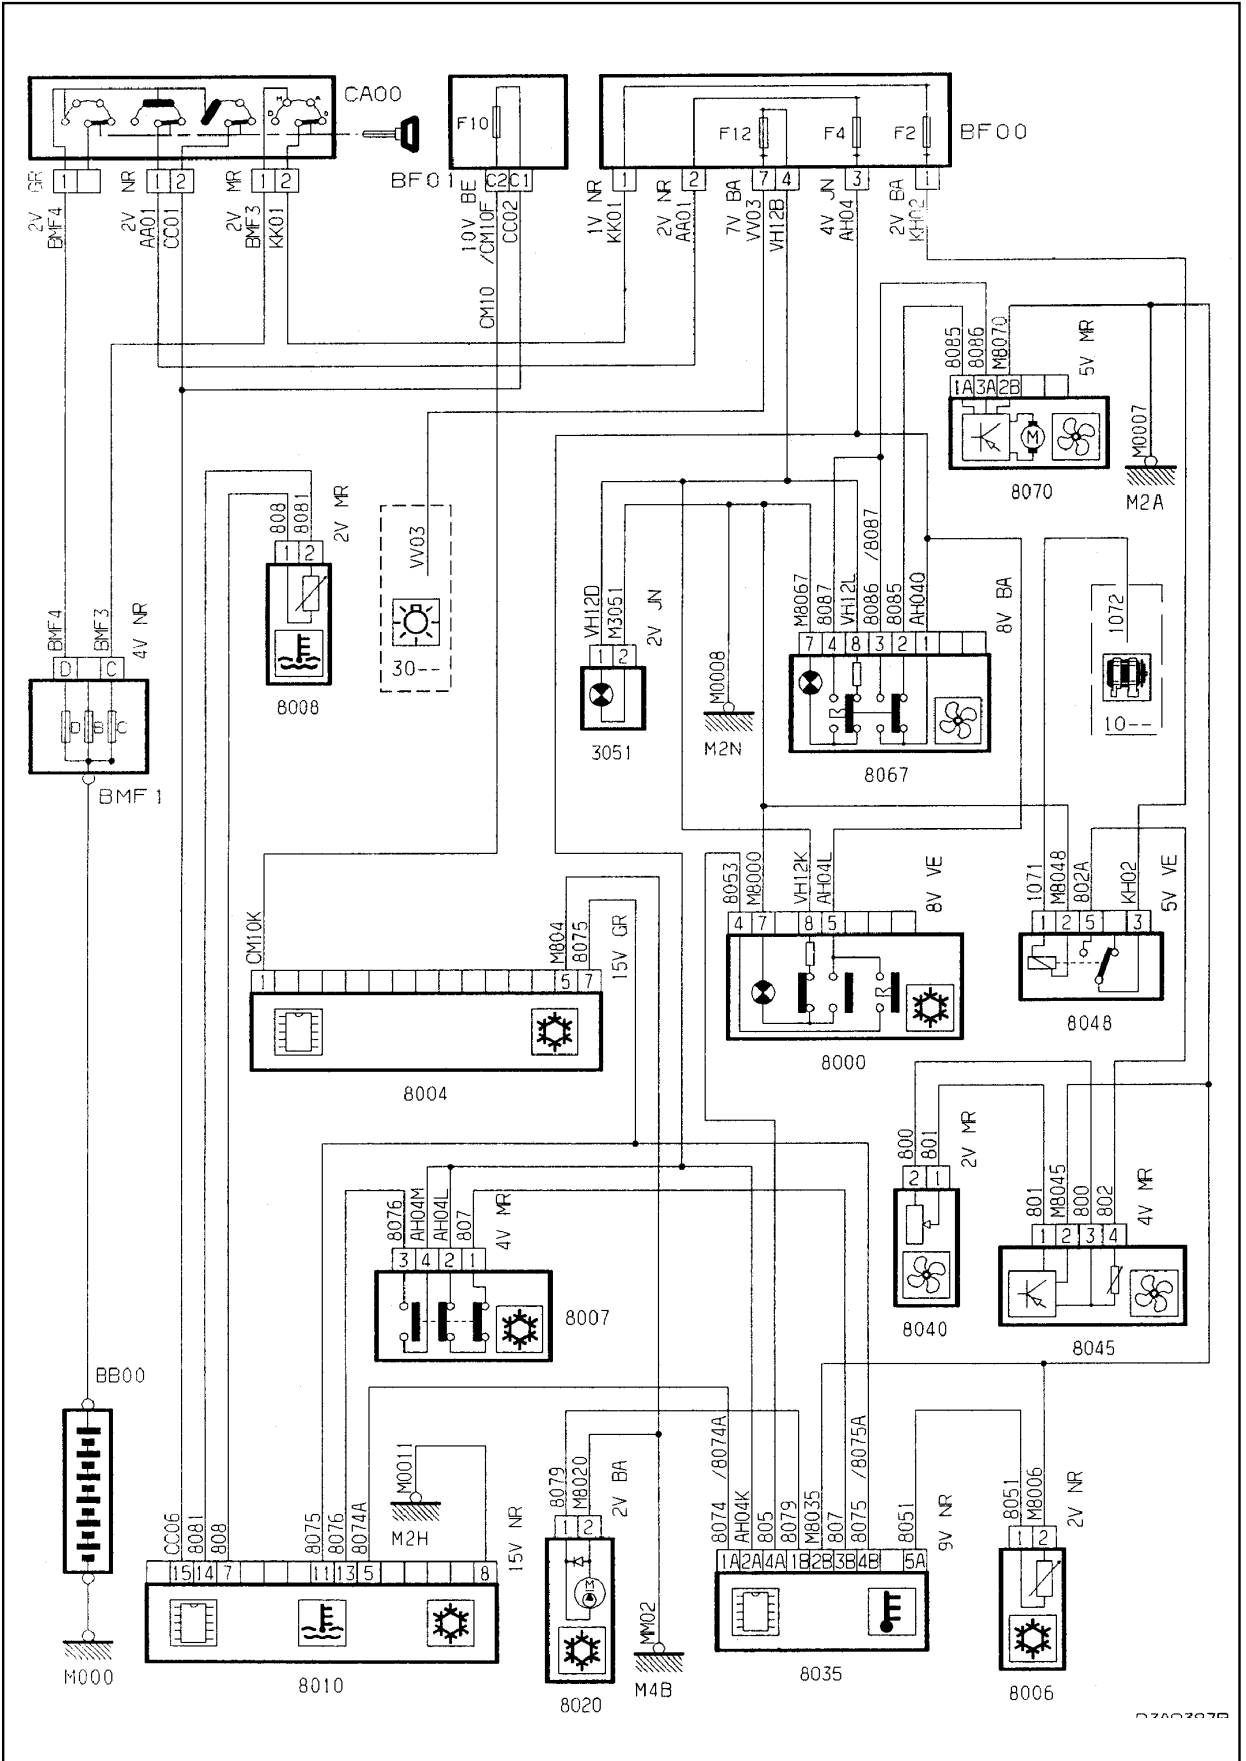 CA00
F10
BF01
F12
F4
F2
BF00
H
A
D
D
1
1 2
1 2
C2 C1
1
2
7 4
3
1
GR
2V
BMF4
NR
2V
AA01
CC01
MR
2V
BMF3
KK01
10V BE
CM10 /CM10F
CC02
1V NR
KK01
2V NR
AA01
7V BA
VV03
VH12B
4V JN
AH04
2V BA
KH02
8085
8086
M8070
5V MR
1A 3A 2B
M
8070
M0007
M2A
808
8081
2V MR
1 2
8008
VV03
30--
VH12D
M3051
2V JN
1 2
3051
M0008
M2N
M8067
8087
VH12L
8086 /8087
8085
AH040
8V BA
7 4 8 3 2 1
8067
1072
10--
BMF4
BMF3
4V NR
D C
D B C
BMF1
CM10K
M804
8075
15V GR
1 5 7
8004
8053
M8000
VH12K
AH04L
8V VE
4 7 8 5
8000
1071
M8048
802A
KH02
5V VE
1 2 5 3
8048
800
801
2V MR
2 1
8040
801
M8045
800
802
4V MR
1 2 3 4
8045
8076
AH04M
AH04L
807
4V MR
3 4 2 1
8007
BB00
M000
CC06
8081
808
8075
8076
8074A
M0011
M2H
15V NR
15 14 7 11 13 5 8
8010
8079
M8020
2V BA
1 2
M
8020
MM02
M4B
8074 /8074A
AH04K
805
8079
M8035
807
8075 /8075A
8051
9V NR
1A 2A 4A 1B 2B 3B 4B 5A
8035
8051
M8006
2V NR
1 2
8006